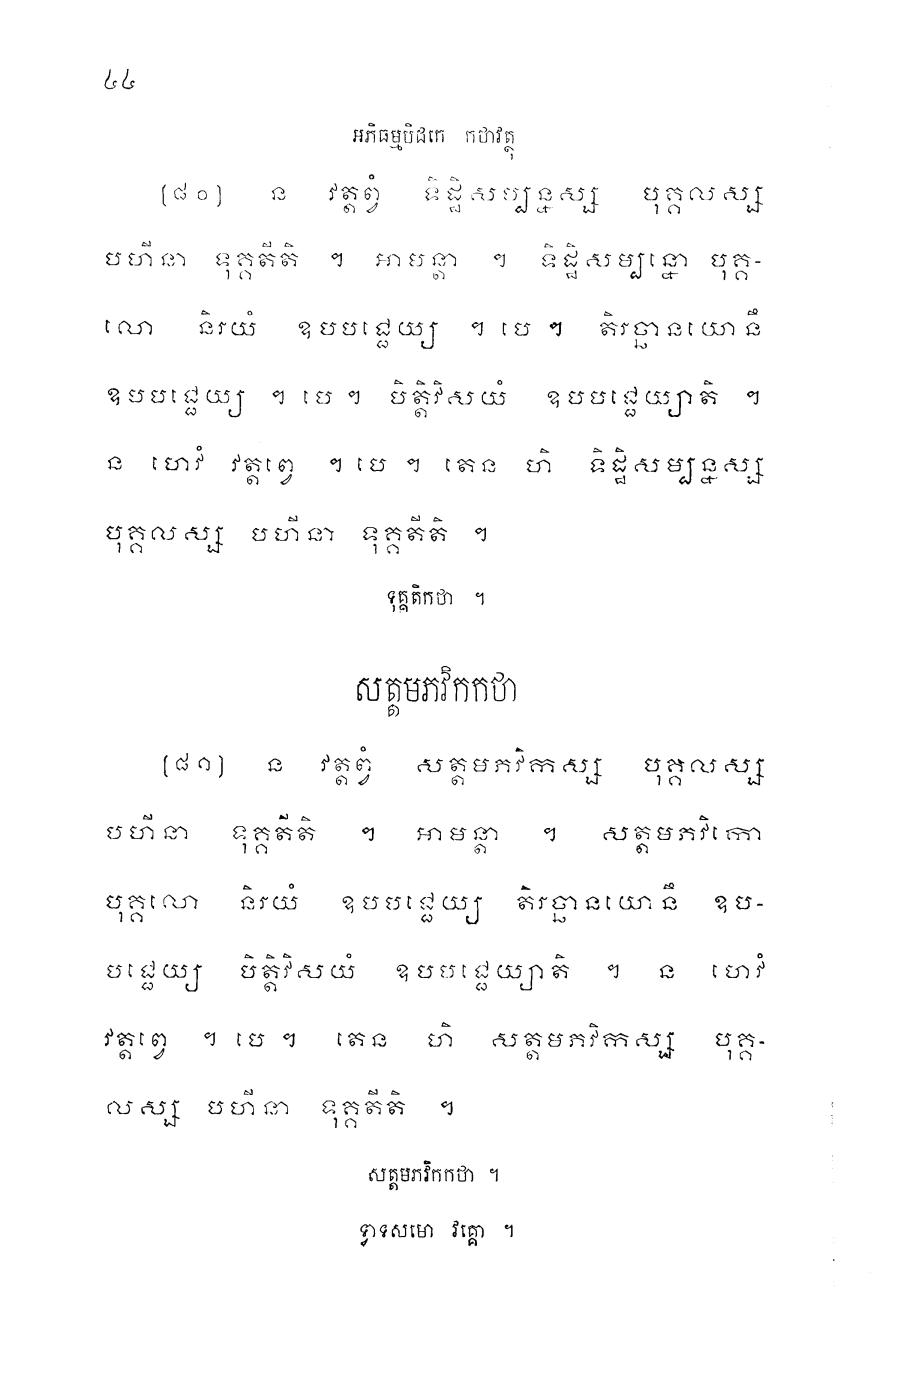 ៤៤
អភិធម្មបិដកេ កថាវត្ថុ
(៨០) ន វត្តព្វំ ទិដ្ឋិសម្បន្នស្ស បុគ្គលស្ស
បហីនា ទុគ្គតីតិ ។ អាមន្តា ។ ទិដ្ឋិសម្បន្នោ បុគ្គ-
លោ និរយំ ឧបបជ្ជេយ្យ ។ បេ ។ តិរច្ឆានយោនឹ
ឧបបជ្ជេយ្យ ។ បេ ។ បិត្តិវិសយំ ឧបបជ្ជេយ្យាតិ ។
ន ហេវំ វត្តព្វេ ។ បេ ។ តេន ហិ ទិដ្ឋិសម្បន្នស្ស
បុគ្គលស្ស បហីនា ទុគ្គតីតិ ។
ទុគ្គតិកថា ។
សត្តមភវិកកថា
(៨១) ន វត្តព្វំ សត្តមភវិកស្ស បុគ្គលស្ស
បហីនា ទុគ្គតីតិ ។ អាមន្តា ។ សត្តមភវិកោ
បុគ្គលោ និរយំ ឧបបជ្ជេយ្យ តិរច្ឆានយោនឹ ឧប-
បជ្ជេយ្យ បិត្តិវិសយំ ឧបបជ្ជេយ្យាតិ ។ ន ហេវំ
វត្តព្វេ ។ បេ ។ តេន ហិ សត្តមភវិកស្ស បុគ្គ-
លស្ស បហីនា ទុគ្គតីតិ ។
សត្តមភវិកកថា ។
ទ្វាទសមោ វគ្គោ ។